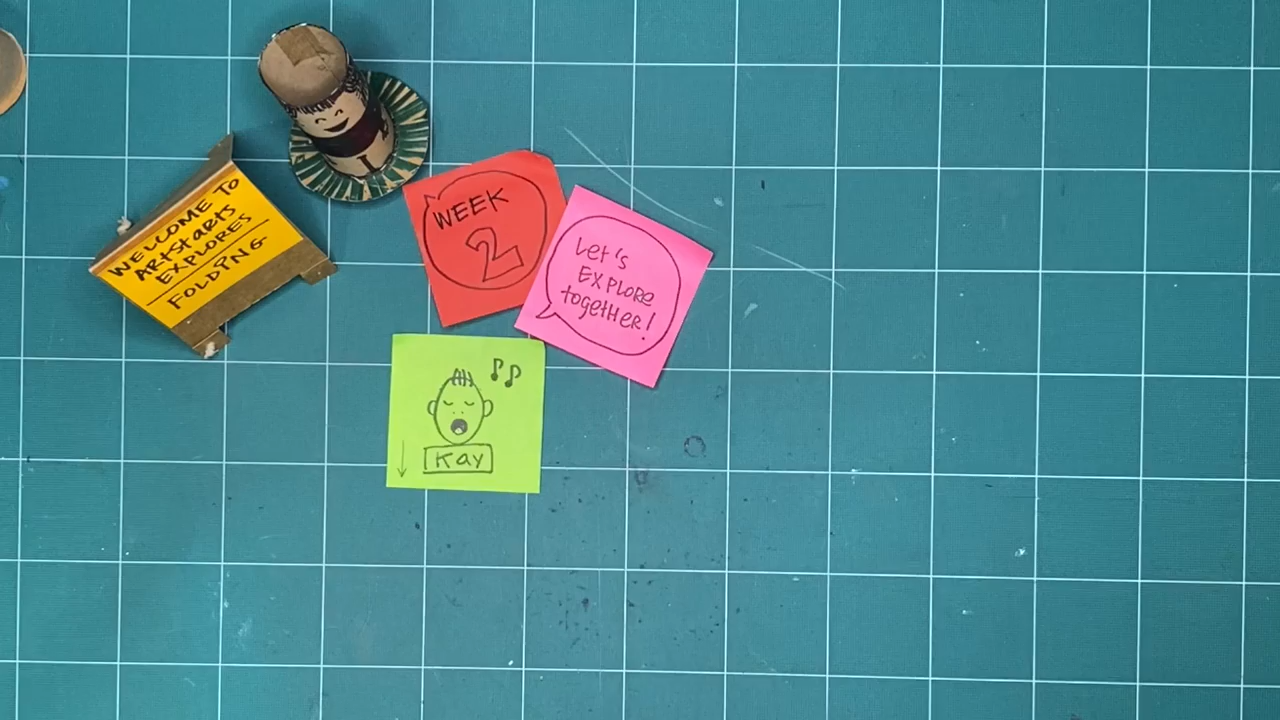 WELCOME TO
ARTStARTS
EXPLORES
FOLDING
WEEK
2
Let's
EXPLORE
togetHER!
Kay